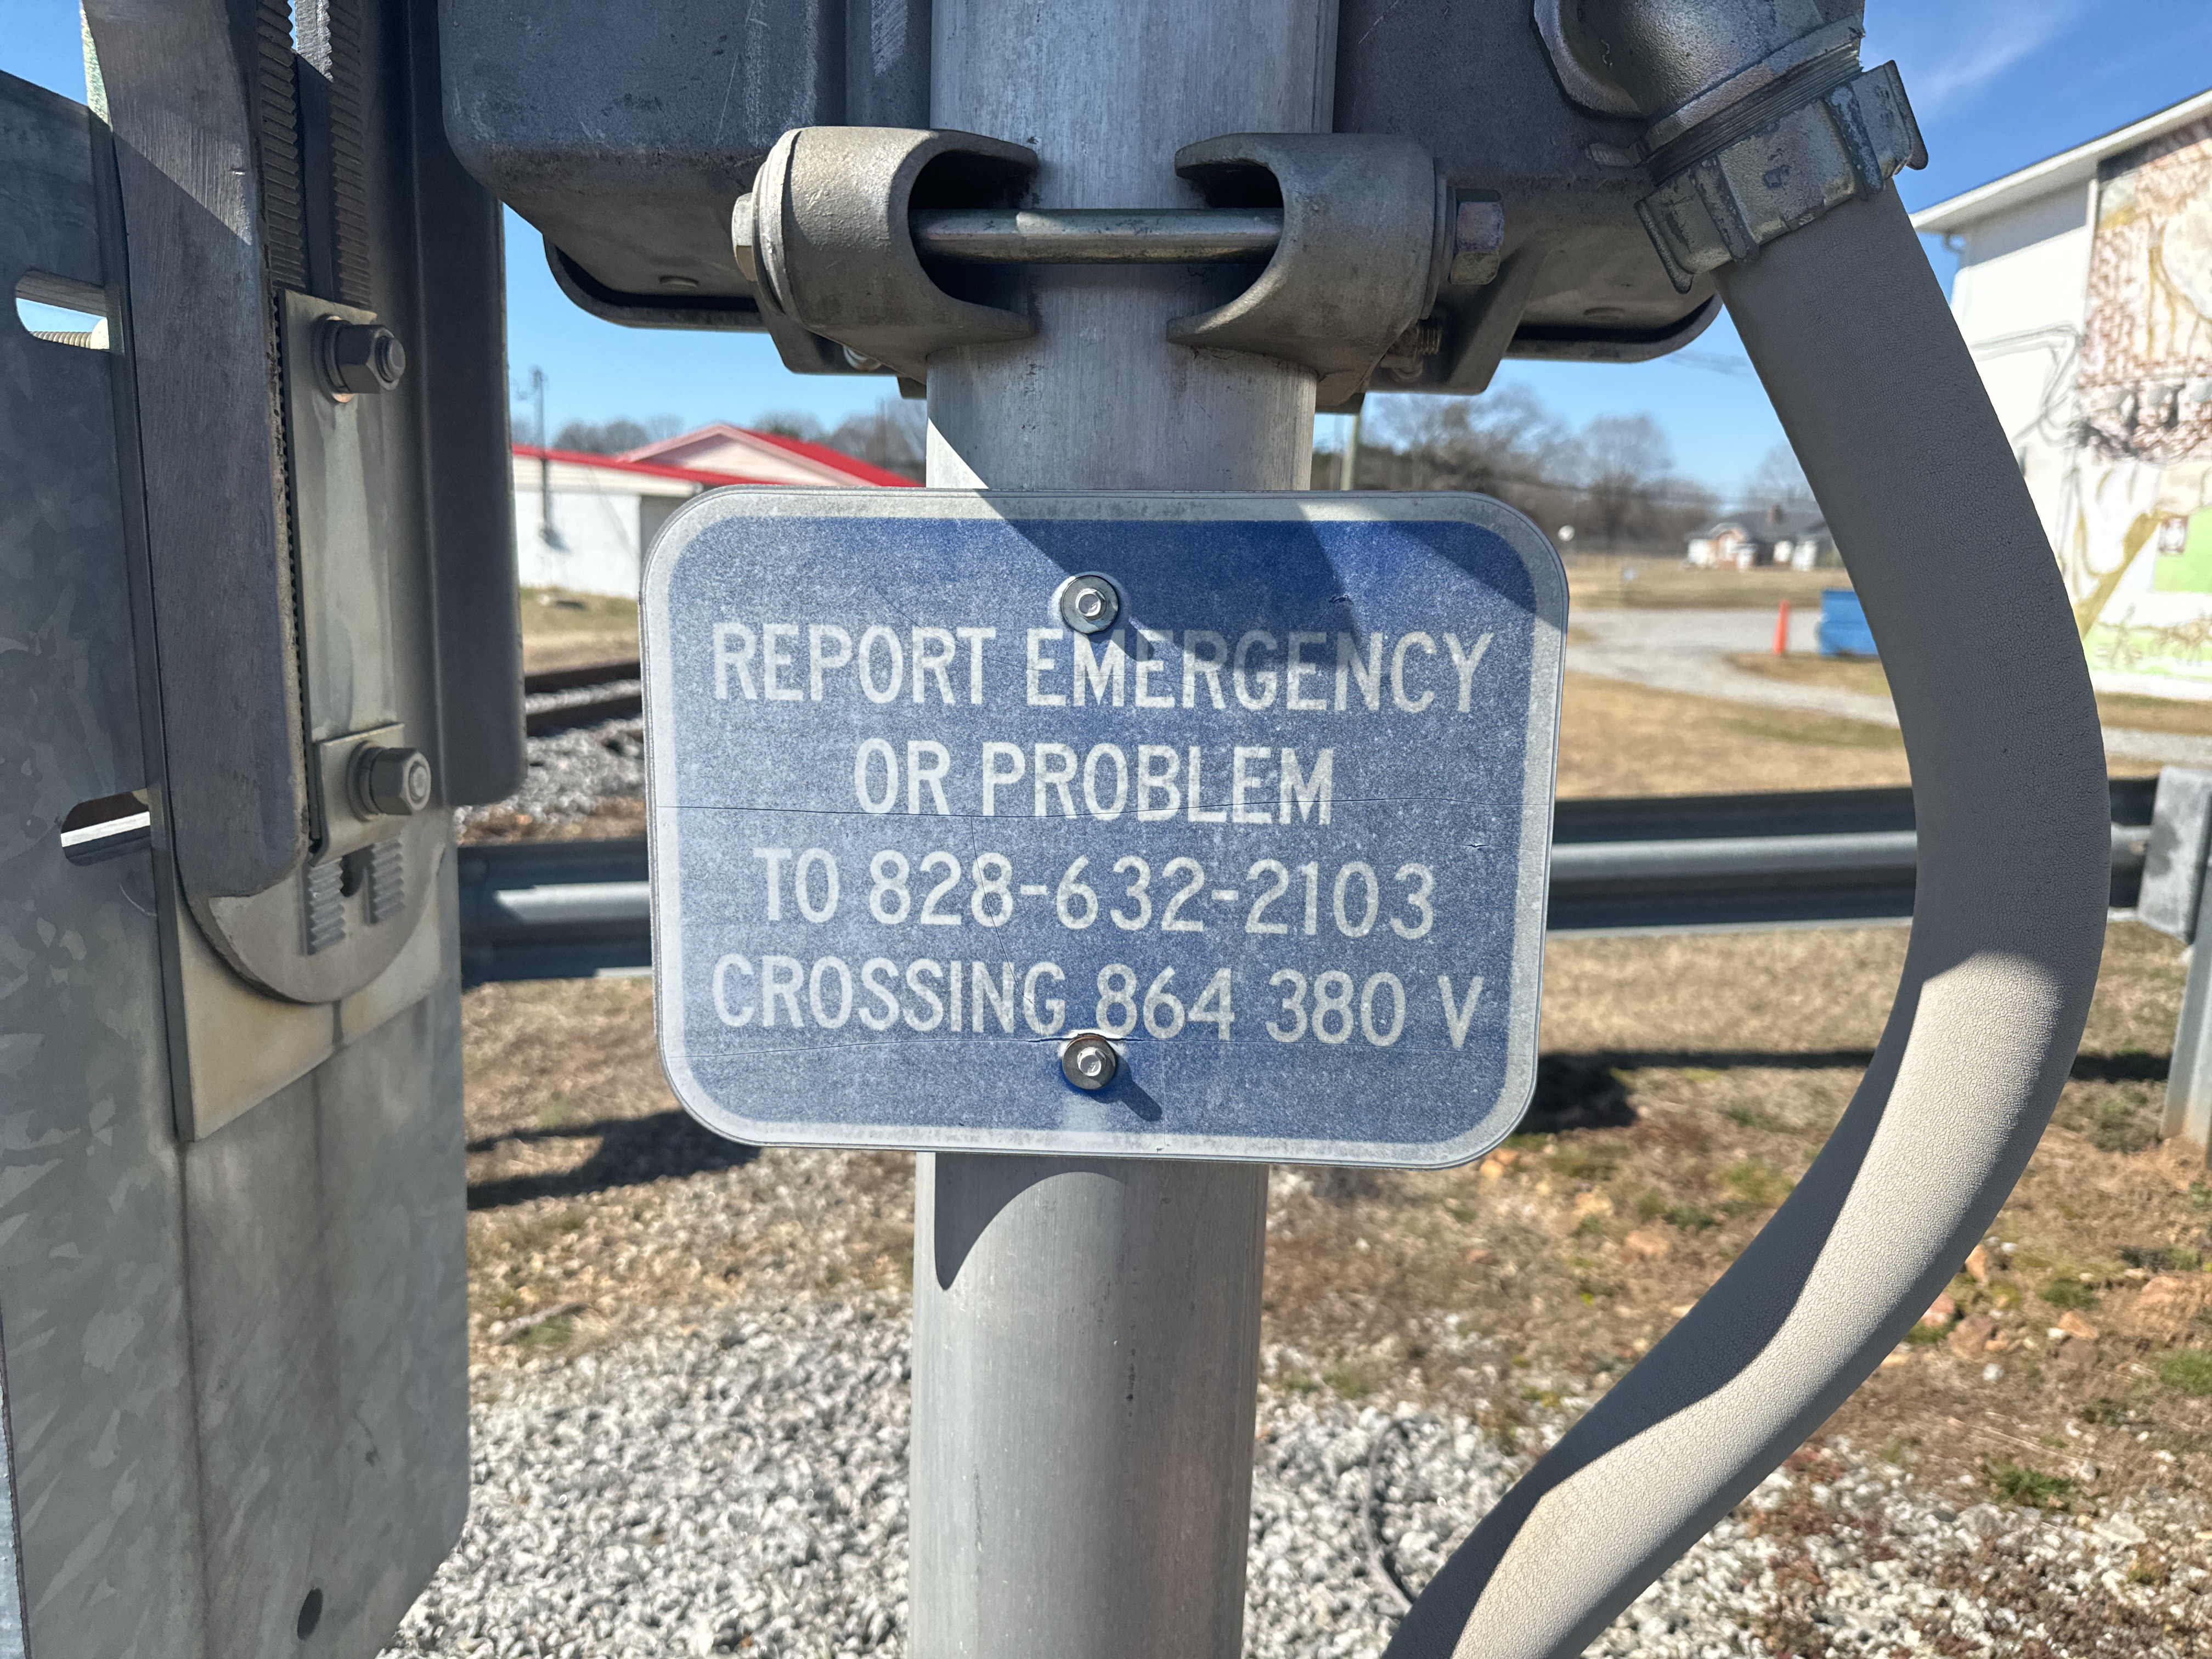 REPORT EMERGENCY
OR PROBLEM
TO 828-632-2103
CROSSING 864 380 V